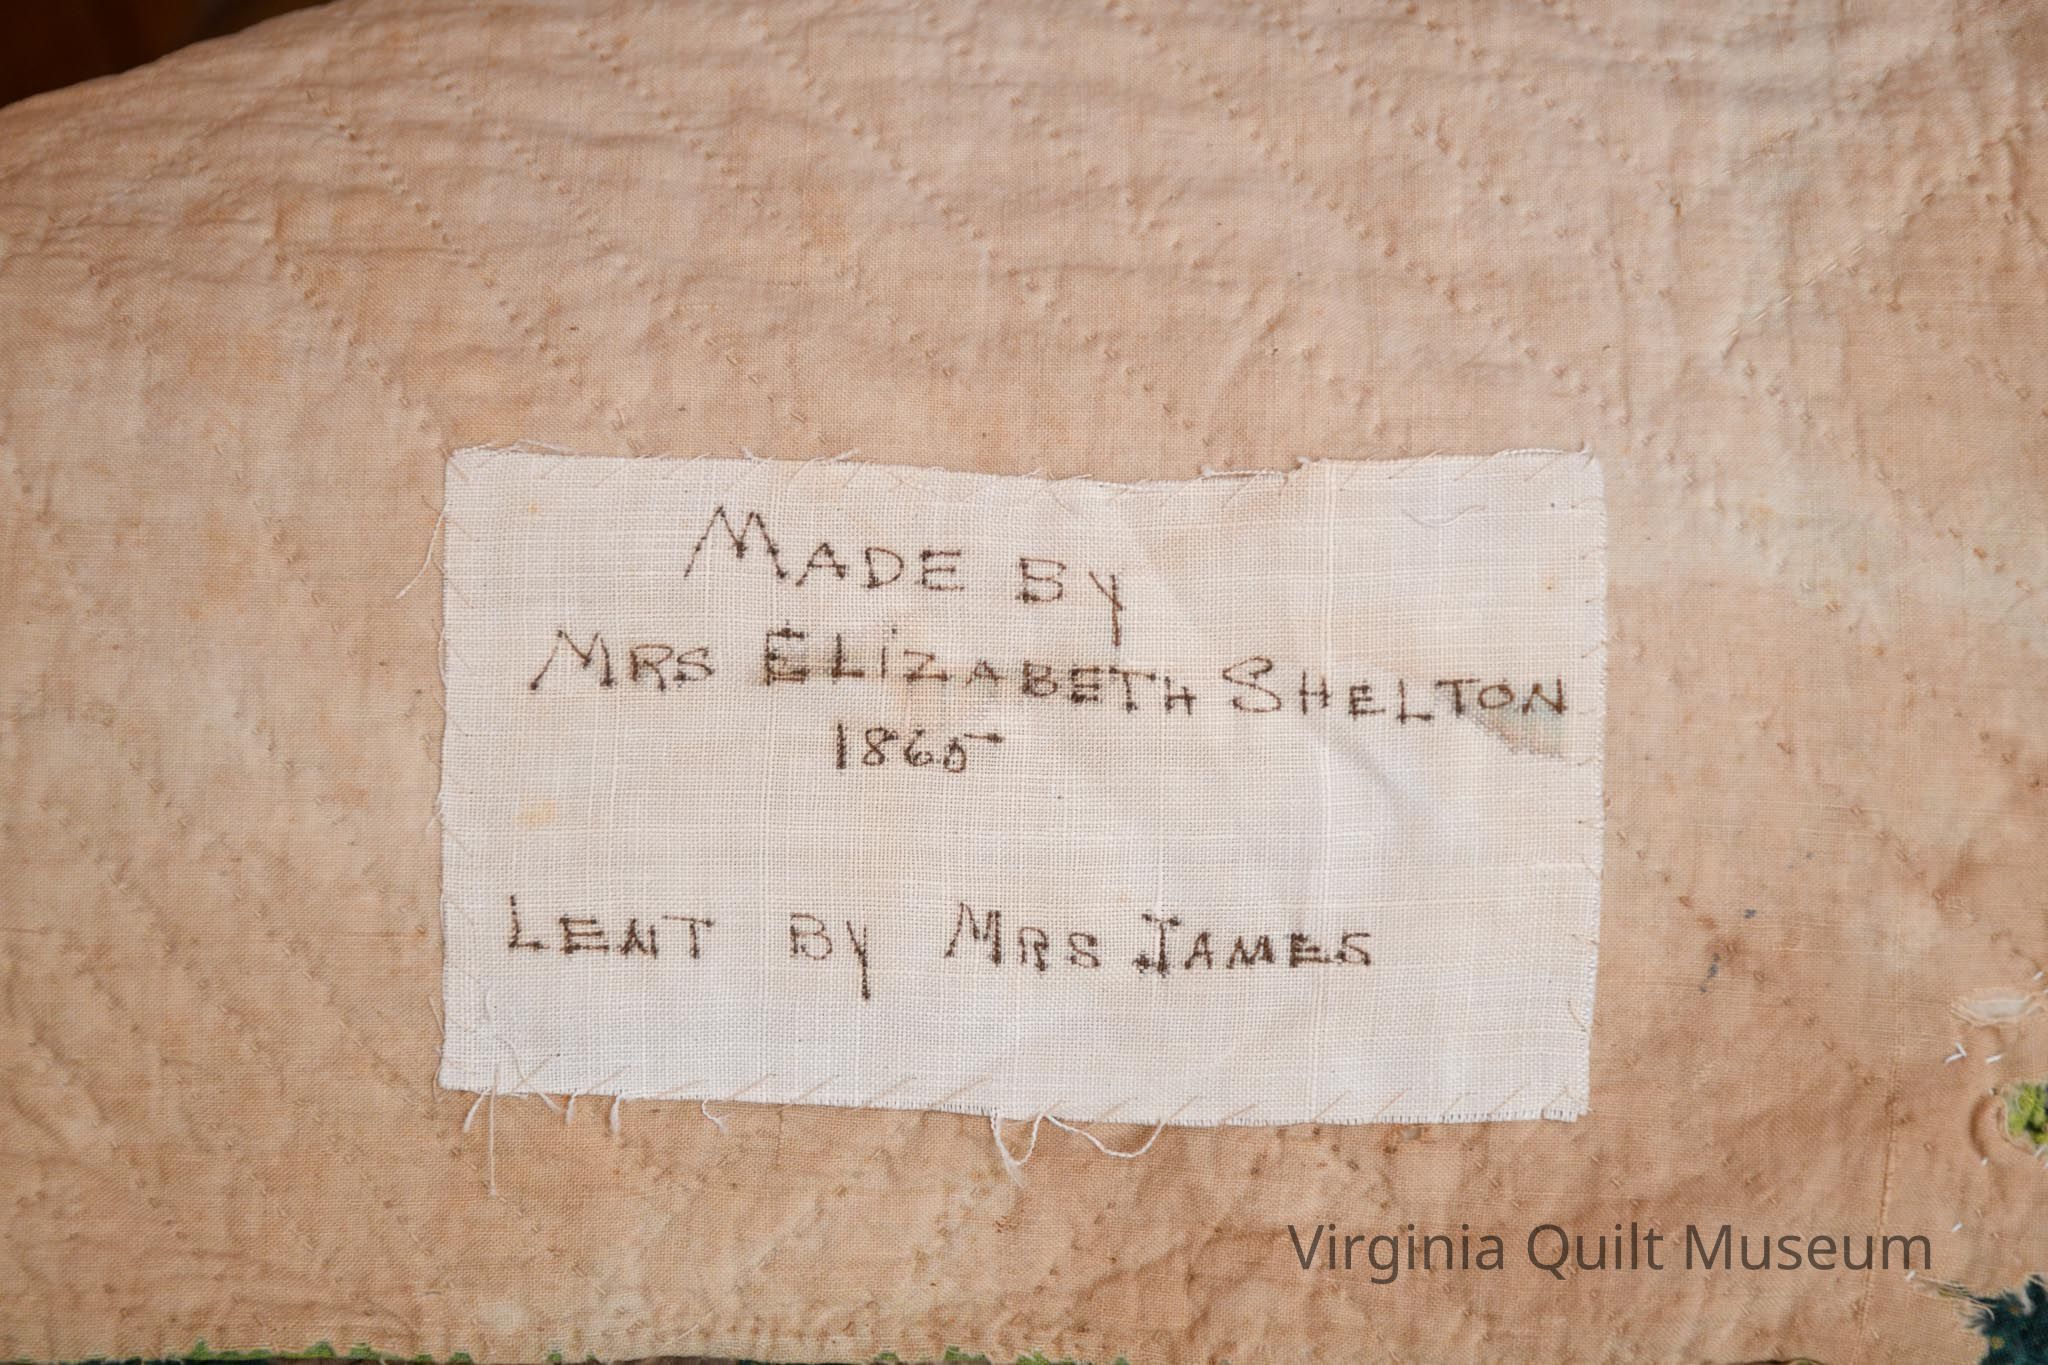 MADE BY
MRS ELiZABETH SHELTON
1865
LENT BY MRS JAMES
Virginia Quilt Museum